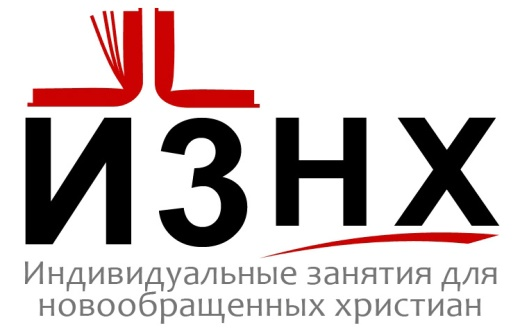 ИЗНХ
Индивидуальные занятия для
новообращенных христиан